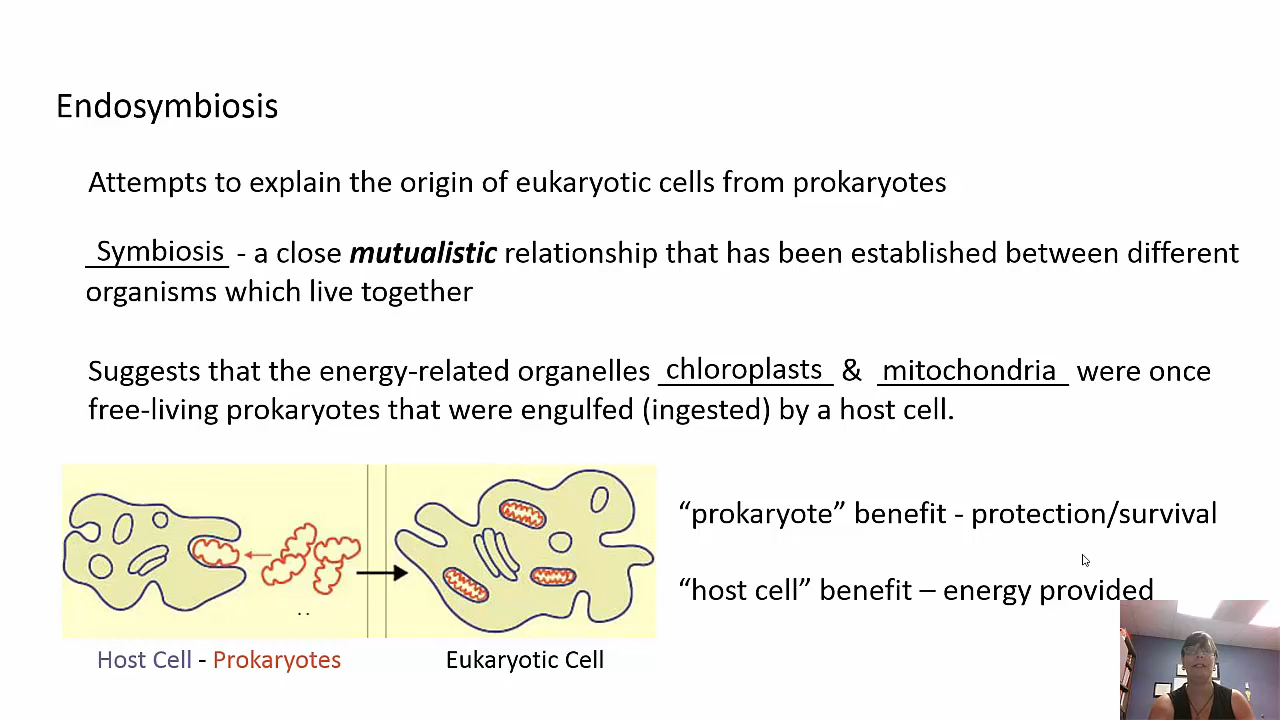 Endosymbiosis
Attempts to explain the origin of eukaryotic cells from prokaryotes
Symbiosis - a close mutualistic relationship that has been established between different
organisms which live together
Suggests that the energy-related organelles chloroplasts & mitochondria were once
free-living prokaryotes that were engulfed (ingested) by a host cell.
“prokaryote” benefit - protection/survival
“host cell” benefit – energy provided
Host Cell - Prokaryotes
Eukaryotic Cell